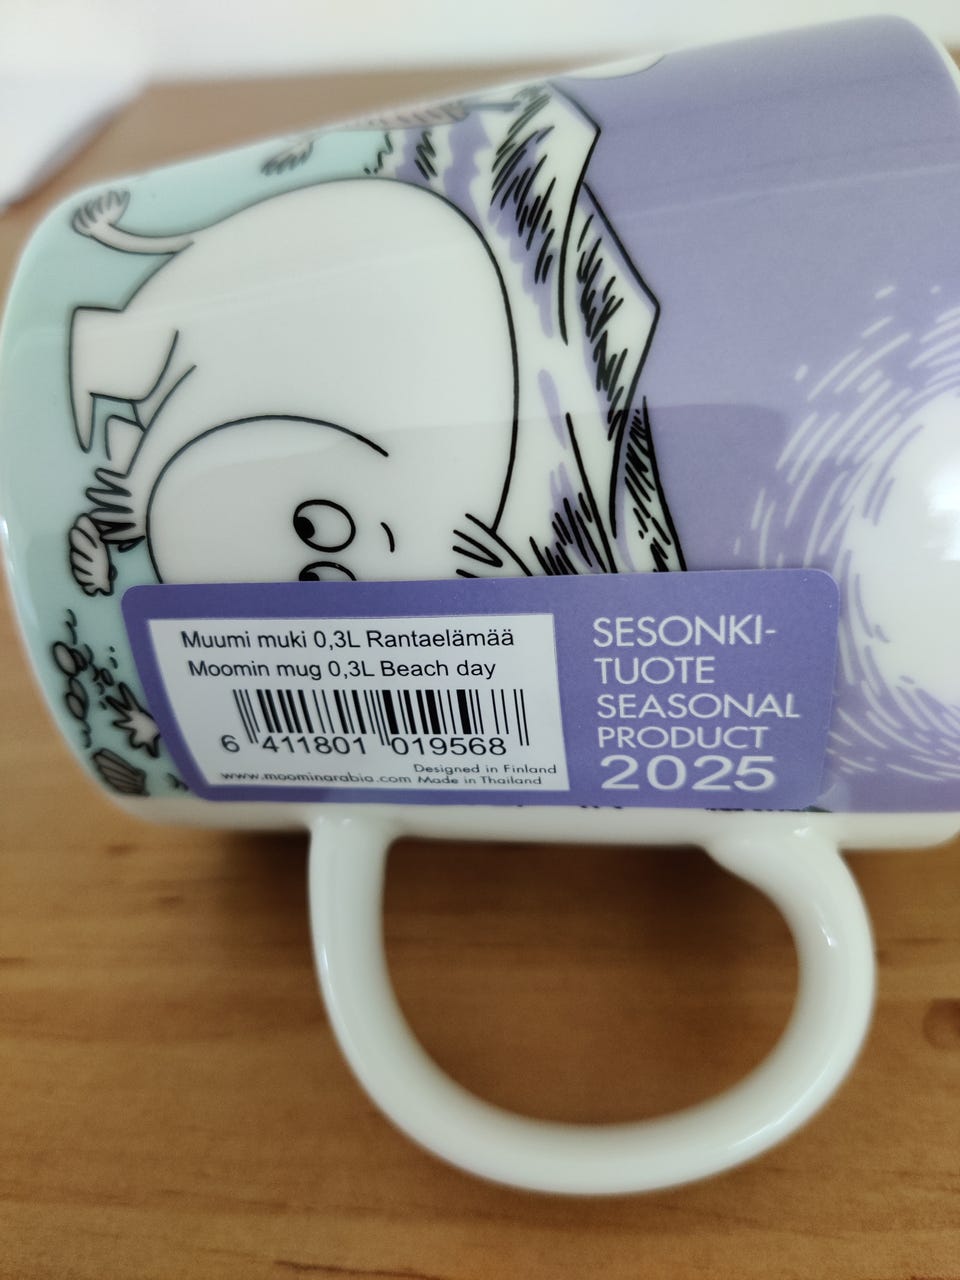 Muumi muki 0,3L Rantaelämää
Moomin mug 0,3L Beach day
6 411801 019568
Designed in Finland
www.moominarabia.com Made in Thailand
SESONKI-
TUOTE
SEASONAL
PRODUCT
2025